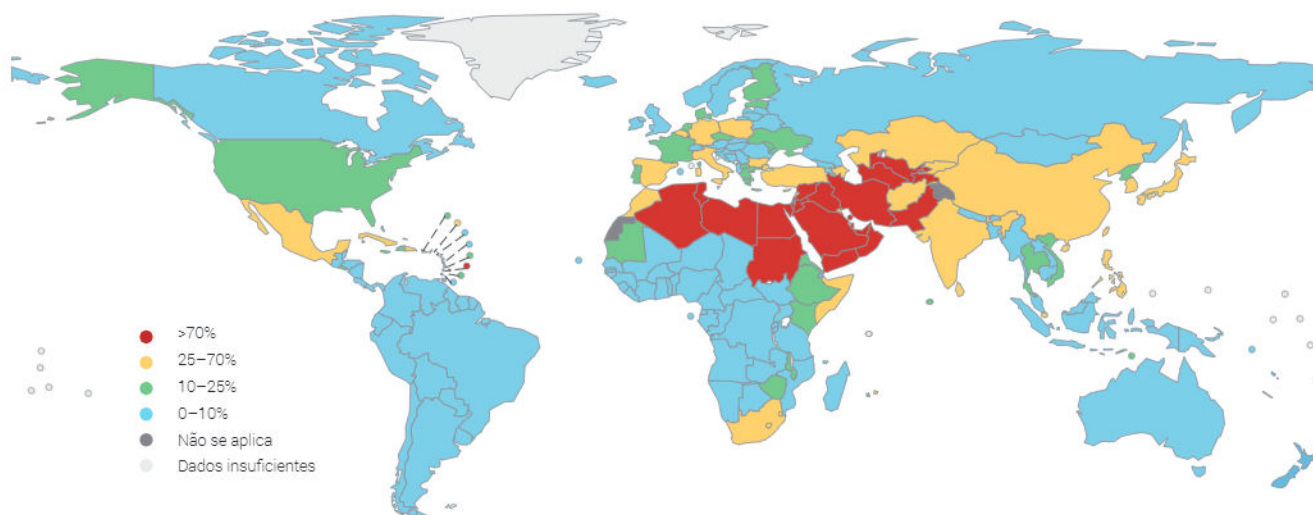 >70%
25–70%
10–25%
0–10%
Não se aplica
Dados insuficientes